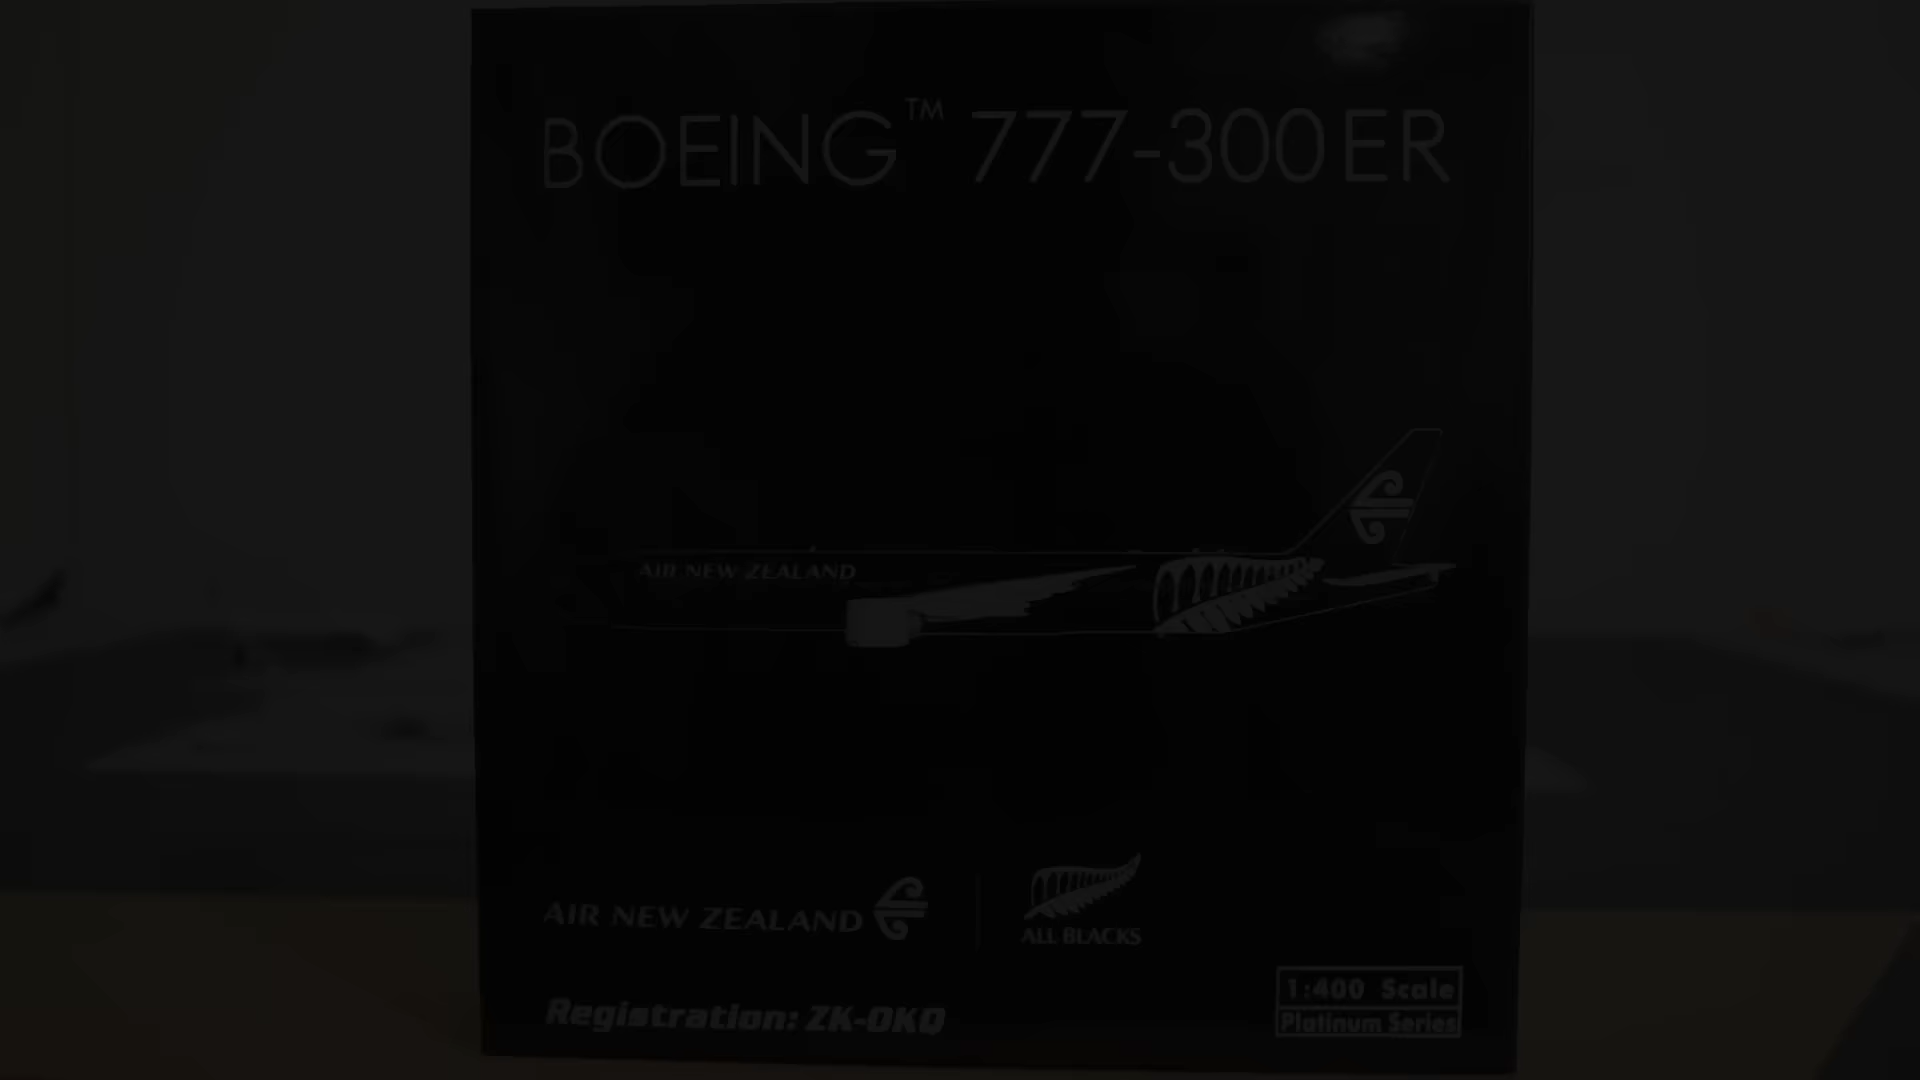 BOEING™ 777-300ER
AIR NEW ZEALAND
AIR NEW ZEALAND
ALL BLACKS
Registration: ZK-OKQ
1:400 Scale
Platinum Series